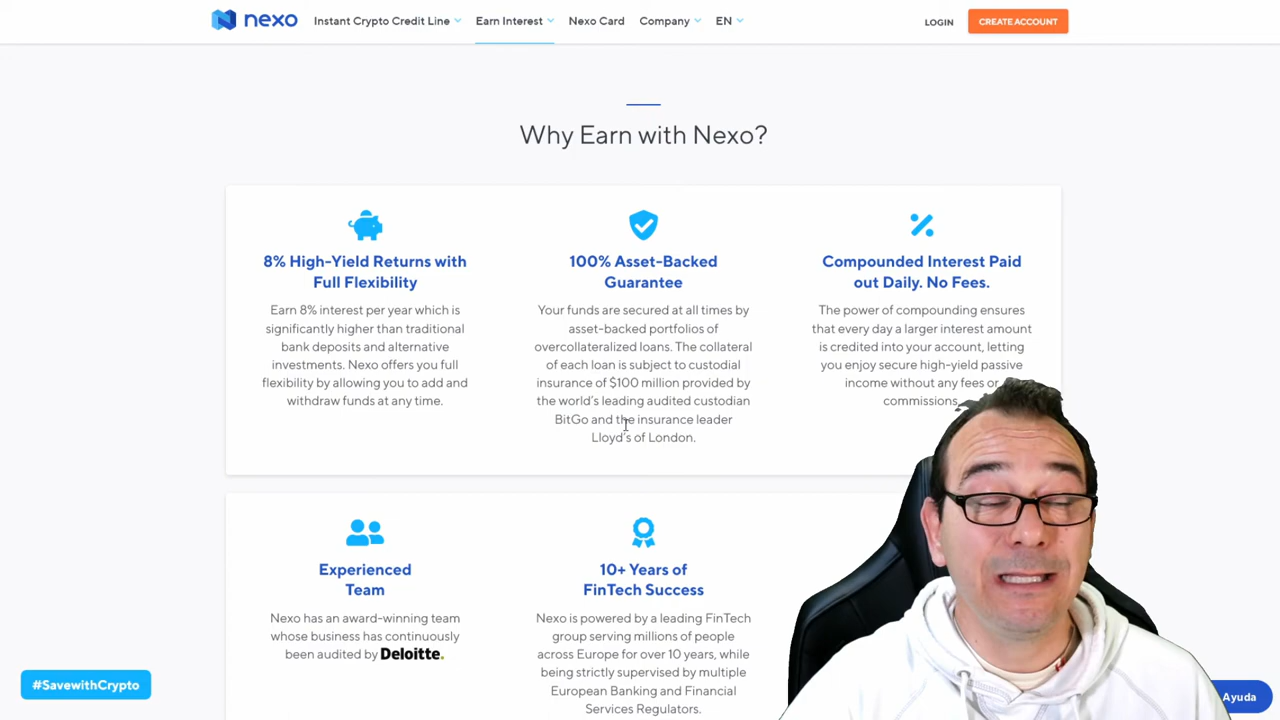 nexo
Instant Crypto Credit Line
Earn Interest
Nexo Card
Company
EN
LOGIN
CREATE ACCOUNT
Why Earn with Nexo?
8% High-Yield Returns with
Full Flexibility
Earn 8% interest per year which is
significantly higher than traditional
bank deposits and alternative
investments. Nexo offers you full
flexibility by allowing you to add and
withdraw funds at any time.
100% Asset-Backed
Guarantee
Your funds are secured at all times by
asset-backed portfolios of
overcollateralized loans. The collateral
of each loan is subject to custodial
insurance of $100 million provided by
the world's leading audited custodian
BitGo and the insurance leader
Lloyd's of London.
Compounded Interest Paid
out Daily. No Fees.
The power of compounding ensures
that every day a larger interest amount
is credited into your account, letting
you enjoy secure high-yield passive
income without any fees or
commissions.
Experienced
Team
Nexo has an award-winning team
whose business has continuously
been audited by Deloitte.
10+ Years of
FinTech Success
Nexo is powered by a leading FinTech
group serving millions of people
across Europe for over 10 years, while
being strictly supervised by multiple
European Banking and Financial
Services Regulators.
#SavewithCrypto
Ayuda